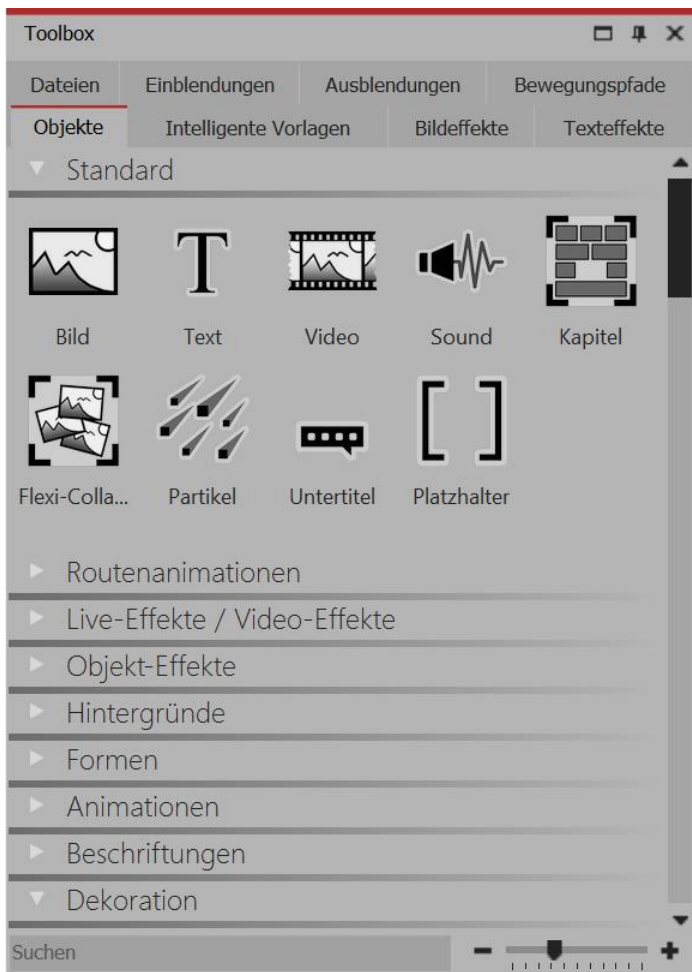 Toolbox
Dateien Einblendungen Ausblendungen Bewegungspfade
Objekte Intelligente Vorlagen Bildeffekte Texteffekte
Standard
Bild Text Video Sound Kapitel
Flexi-Colla... Partikel Untertitel Platzhalter
Routenanimationen
Live-Effekte / Video-Effekte
Objekt-Effekte
Hintergründe
Formen
Animationen
Beschriftungen
Dekoration
Suchen